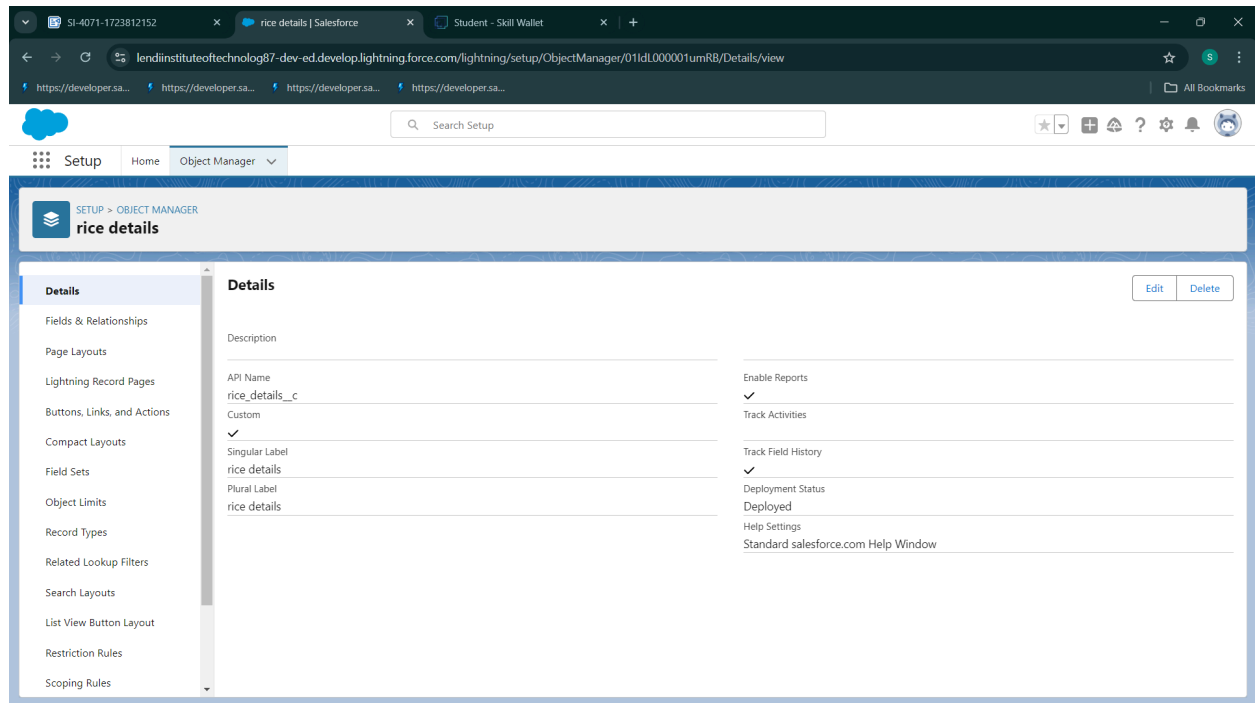 SI-4071-1723812152
rice details | Salesforce
Student - Skill Wallet
lendiinstituteoftechnolog87-dev-ed.develop.lightning.force.com/lightning/setup/ObjectManager/01IdL000001umRB/Details/view
S
https://developer.sa...
https://developer.sa...
https://developer.sa...
https://developer.sa...
All Bookmarks
Search Setup
Setup
Home
Object Manager
SETUP > OBJECT MANAGER
rice details
Details
Fields & Relationships
Page Layouts
Lightning Record Pages
Buttons, Links, and Actions
Compact Layouts
Field Sets
Object Limits
Record Types
Related Lookup Filters
Search Layouts
List View Button Layout
Restriction Rules
Scoping Rules
Details
Edit
Delete
Description
API Name
rice_details__c
Custom
Singular Label
rice details
Plural Label
rice details
Enable Reports
Track Activities
Track Field History
Deployment Status
Deployed
Help Settings
Standard salesforce.com Help Window